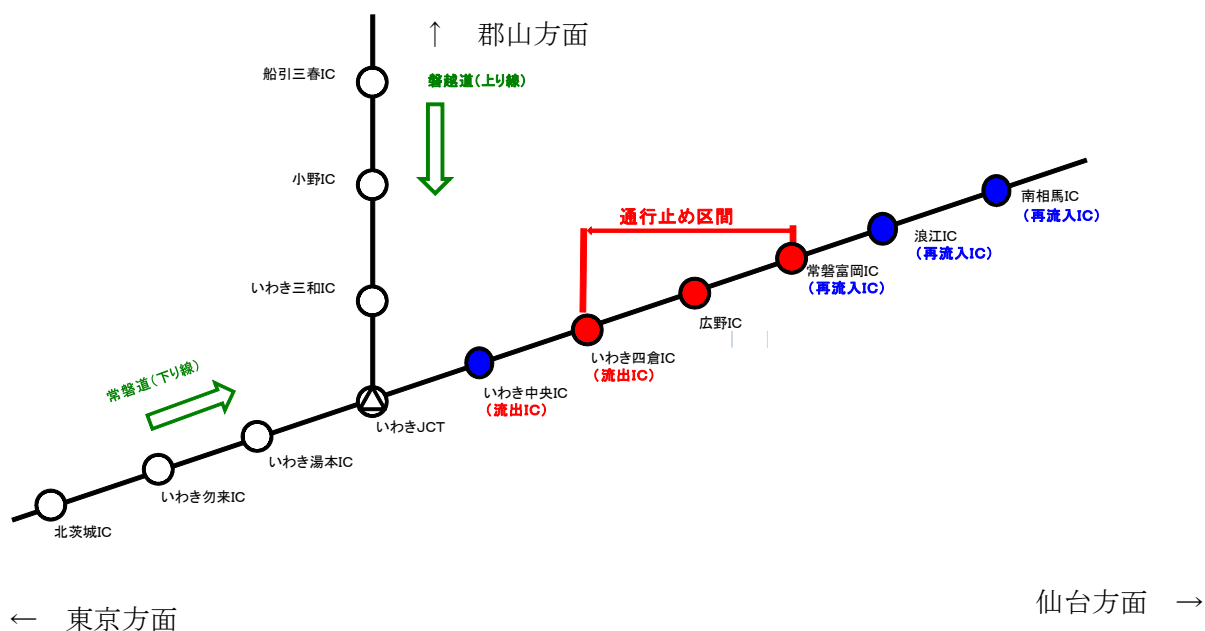 ↑ 郡山方面
船引三春IC
磐越道(上り線)
小野IC
南相馬IC
(再流入IC)
通行止め区間
浪江IC
(再流入IC)
常磐富岡IC
(再流入IC)
いわき三和IC
広野IC
いわき四倉IC
(流出IC)
常磐道(下り線)
いわき中央IC
(流出IC)
いわきJCT
いわき湯本IC
いわき勿来IC
北茨城IC
仙台方面 →
← 東京方面